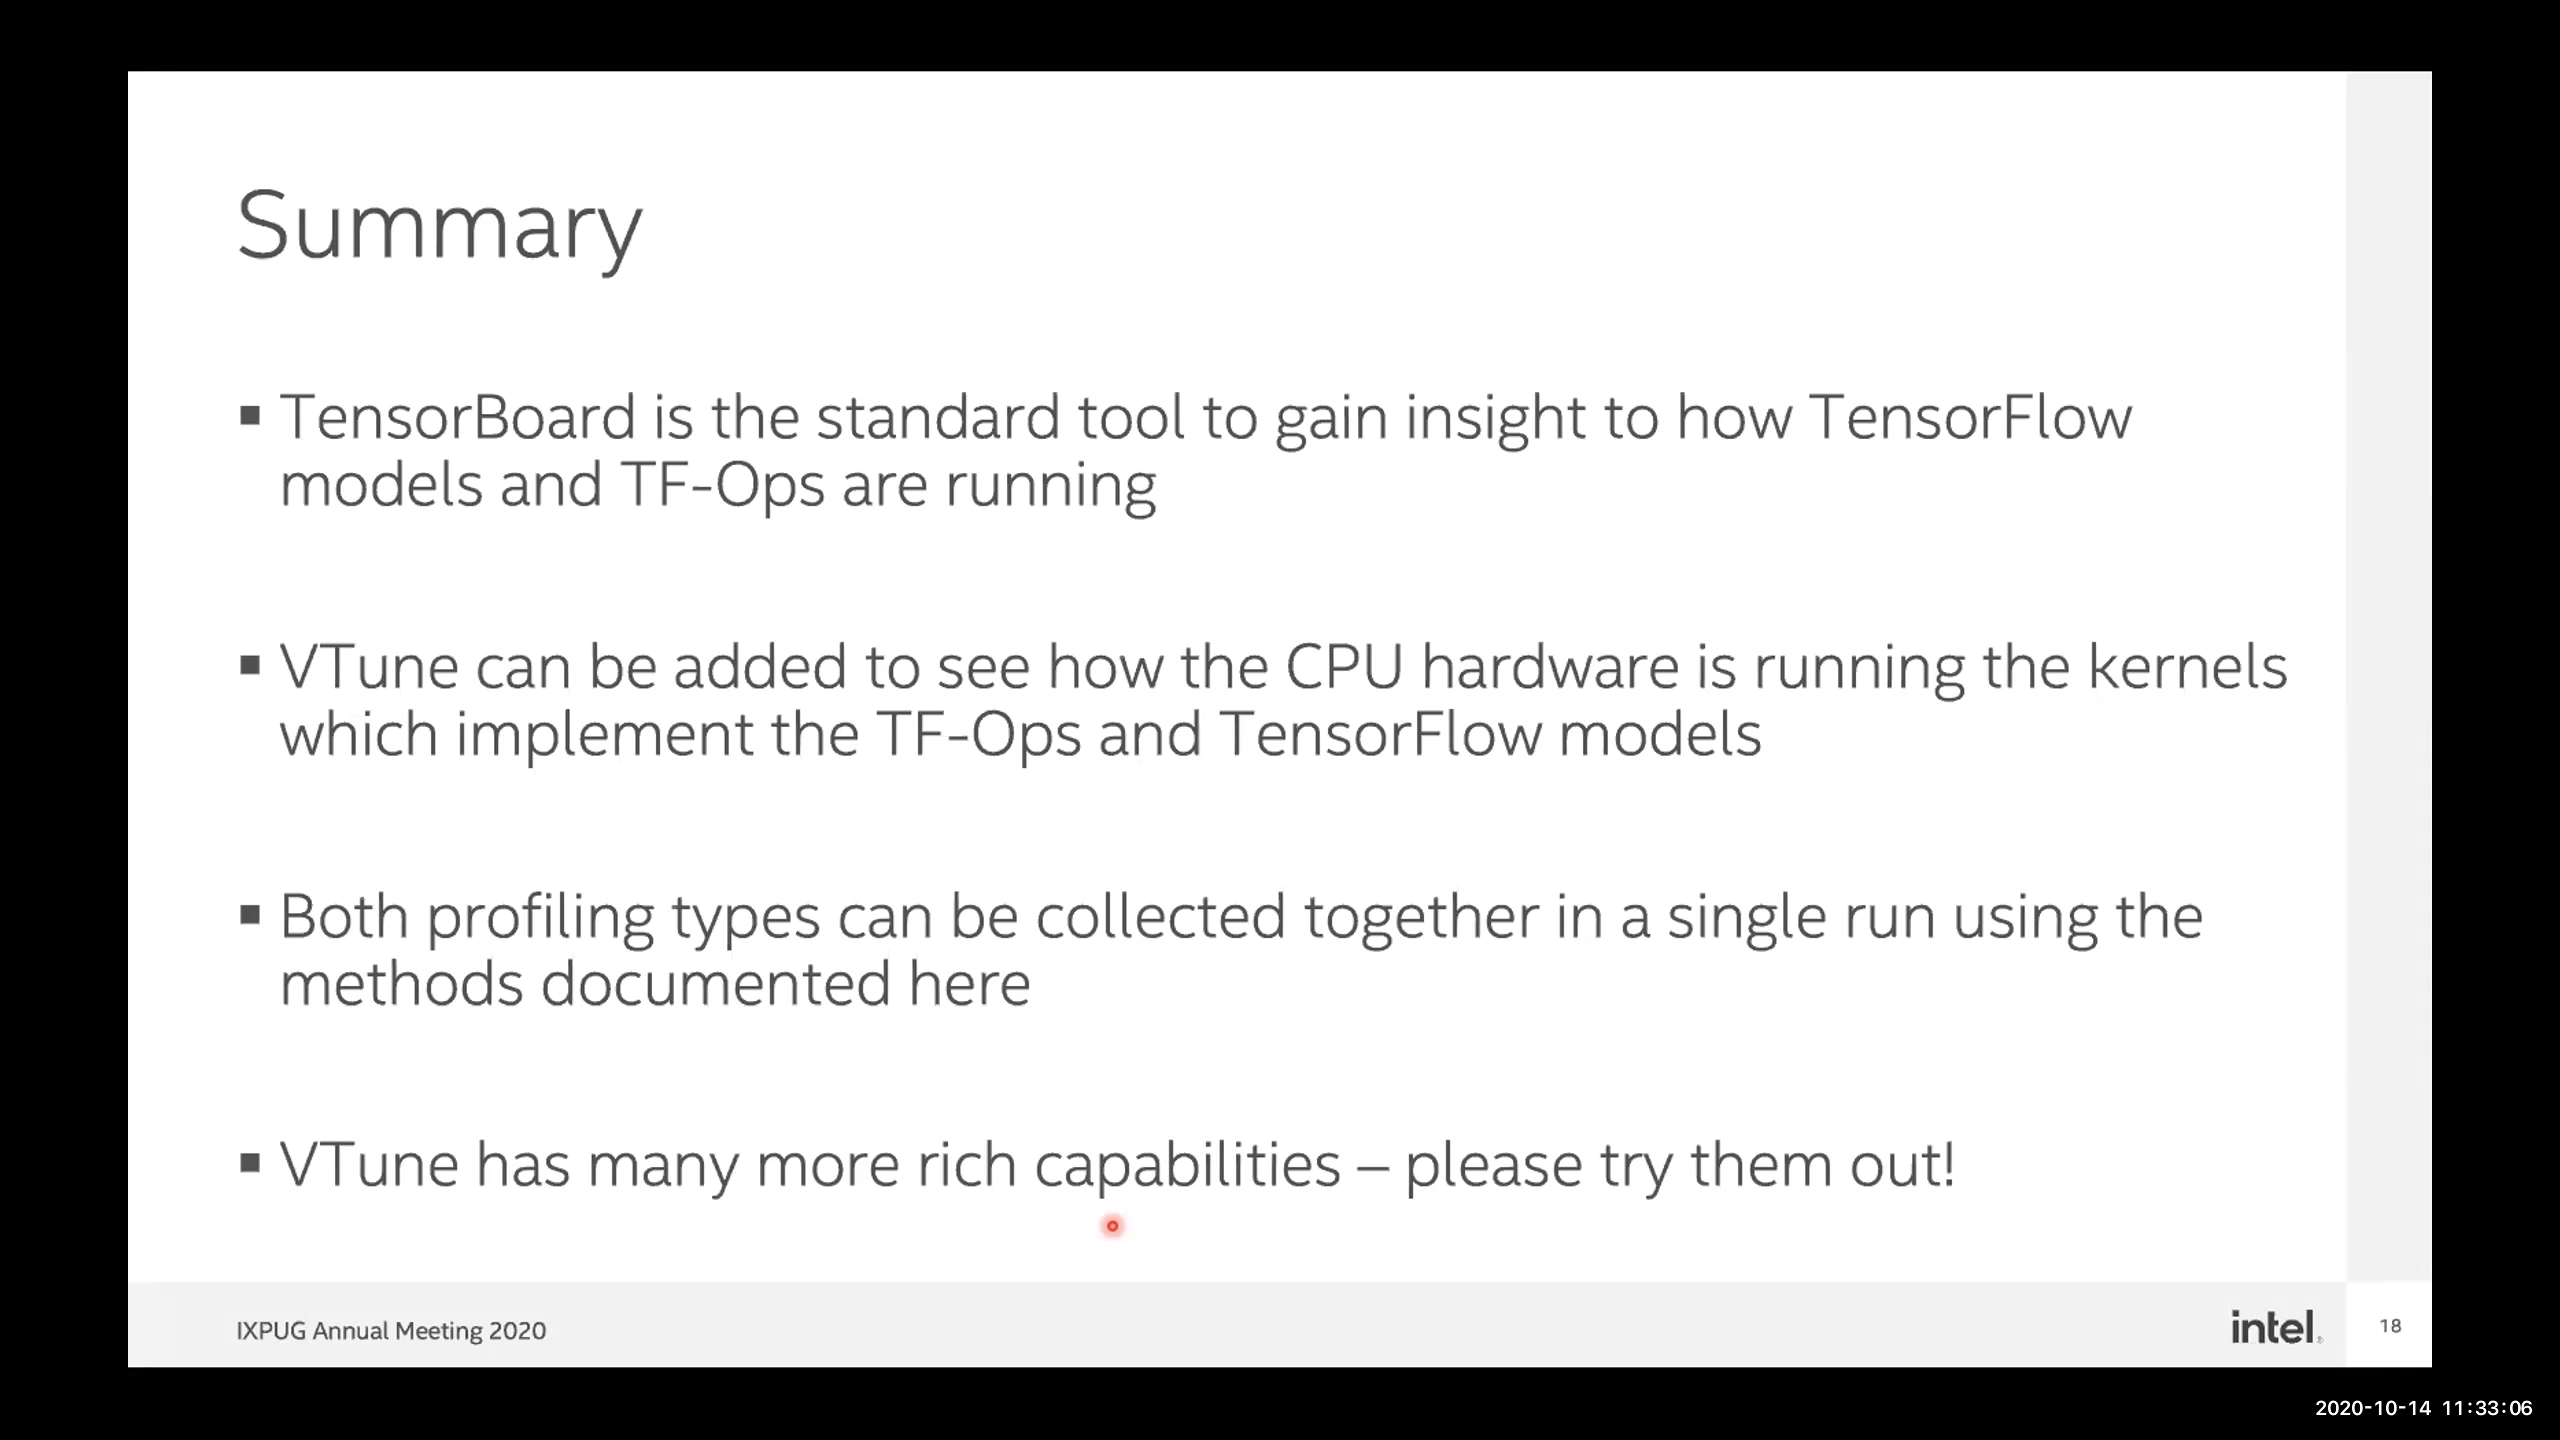 Summary
▪ TensorBoard is the standard tool to gain insight to how TensorFlow
models and TF-Ops are running
▪ VTune can be added to see how the CPU hardware is running the kernels
which implement the TF-Ops and TensorFlow models
▪ Both profiling types can be collected together in a single run using the
methods documented here
▪ VTune has many more rich capabilities – please try them out!
IXPUG Annual Meeting 2020
intel.
18
2020-10-14 11:33:06